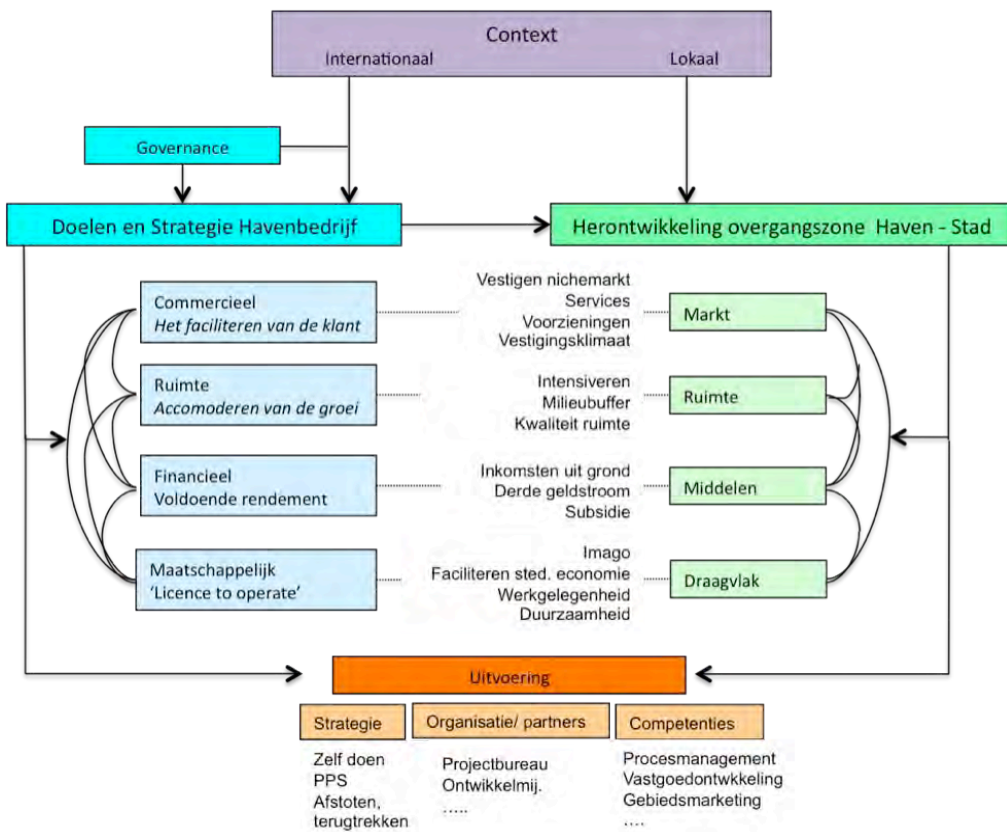 Context
Internationaal
Lokaal
Governance
Doelen en Strategie Havenbedrijf
Herontwikkeling overgangszone Haven - Stad
Commercieel
Het faciliteren van de klant
Vestigen nichemarkt
Services
Voorzieningen
Vestigingsklimaat
Markt
Ruimte
Accomoderen van de groei
Intensiveren
Milieubuffer
Kwaliteit ruimte
Ruimte
Financieel
Voldoende rendement
Inkomsten uit grond
Derde geldstroom
Subsidie
Middelen
Maatschappelijk
‘Licence to operate’
Imago
Faciliteren sted. economie
Werkgelegenheid
Duurzaamheid
Draagvlak
Uitvoering
Strategie
Zelf doen
PPS
Afstoten,
terugtrekken
Organisatie/ partners
Projectbureau
Ontwikkelmij.
…..
Competenties
Procesmanagement
Vastgoedontwkkeling
Gebiedsmarketing
….